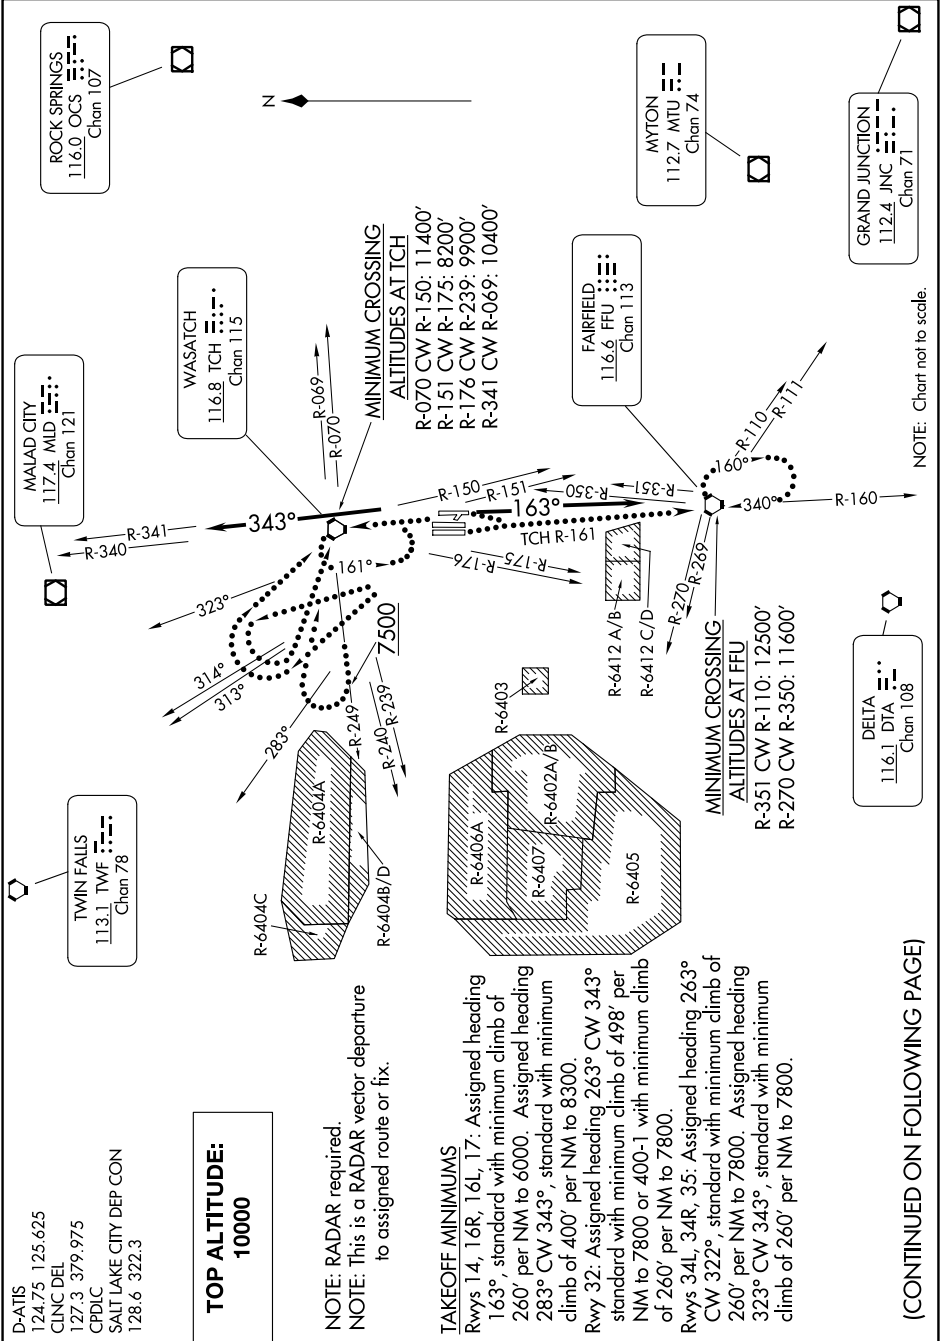 D-ATIS
124.75 125.625
CLNC DEL
127.3 379.975
CPDLC
SALT LAKE CITY DEP CON
128.6 322.3
TOP ALTITUDE:
10000
NOTE: RADAR required.
NOTE: This is a RADAR vector departure
to assigned route or fix.
TAKEOFF MINIMUMS
Rwys 14, 16R, 16L, 17: Assigned heading
163°, standard with minimum climb of
260' per NM to 6000. Assigned heading
283° CW 343°, standard with minimum
climb of 400' per NM to 8300.
Rwy 32: Assigned heading 263° CW 343°
standard with minimum climb of 498' per
NM to 7800 or 400-1 with minimum climb
of 260' per NM to 7800.
Rwys 34L, 34R, 35: Assigned heading 263°
CW 322°, standard with minimum climb of
260' per NM to 7800. Assigned heading
323° CW 343°, standard with minimum
climb of 260' per NM to 7800.
(CONTINUED ON FOLLOWING PAGE)
TWIN FALLS
113.1 TWF
Chan 78
MALAD CITY
117.4 MLD
Chan 121
WASATCH
116.8 TCH
Chan 115
ROCK SPRINGS
116.0 OCS
Chan 107
N
MINIMUM CROSSING
ALTITUDES AT TCH
R-070 CW R-150: 11400'
R-151 CW R-175: 8200'
R-176 CW R-239: 9900'
R-341 CW R-069: 10400'
MYTON
112.7 MTU
Chan 74
FAIRFIELD
116.6 FFU
Chan 113
GRAND JUNCTION
112.4 JNC
Chan 71
DELTA
116.1 DTA
Chan 108
MINIMUM CROSSING
ALTITUDES AT FFU
R-351 CW R-110: 12500'
R-270 CW R-350: 11600'
NOTE: Chart not to scale.
R-341
R-340
343°
323°
314°
313°
283°
161°
7500
R-249
R-240
R-239
R-069
R-070
R-150
R-151
R-176
R-175
163°
TCH R-161
R-350
R-351
160°
340°
R-110
R-111
R-160
R-270
R-269
R-6404A
R-6404C
R-6404B/D
R-6406A
R-6407
R-6402A/B
R-6405
R-6403
R-6412 A/B
R-6412 C/D